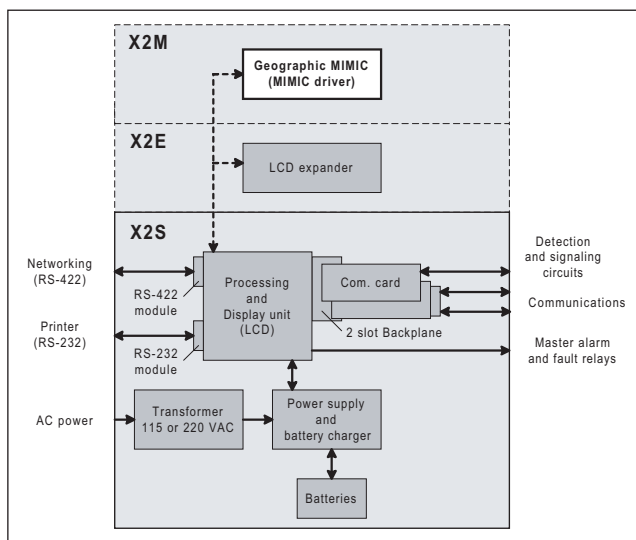 X2M
Geographic MIMIC
(MIMIC driver)
X2E
LCD expander
X2S
Networking
(RS-422)
RS-422
module
Processing
and
Display unit
(LCD)
Com. card
2 slot Backplane
Detection
and signaling
circuits
Communications
Printer
(RS-232)
RS-232
module
Master alarm
and fault relays
AC power
Transformer
115 or 220 VAC
Power supply
and
battery charger
Batteries